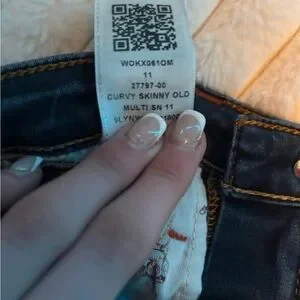 WOKX061OM
11
27797-00
CURVY SKINNY OLD
MULTI SN 11